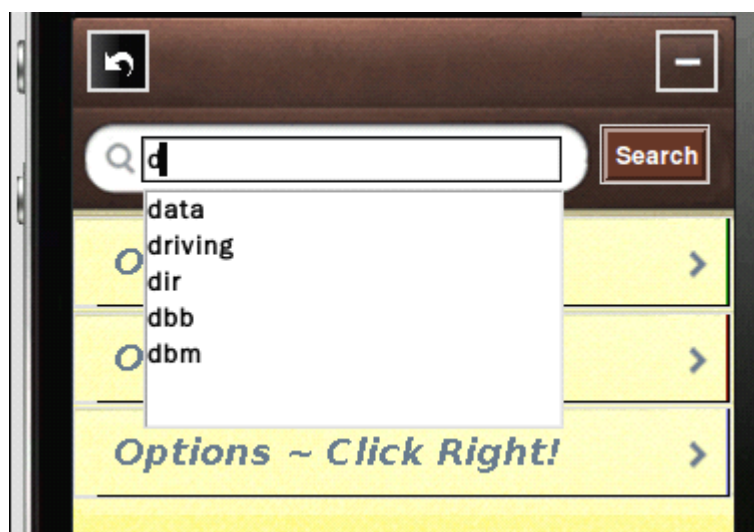 d
Search
data
driving
O
dir
dbb
O
dbm
Options ~ Click Right!